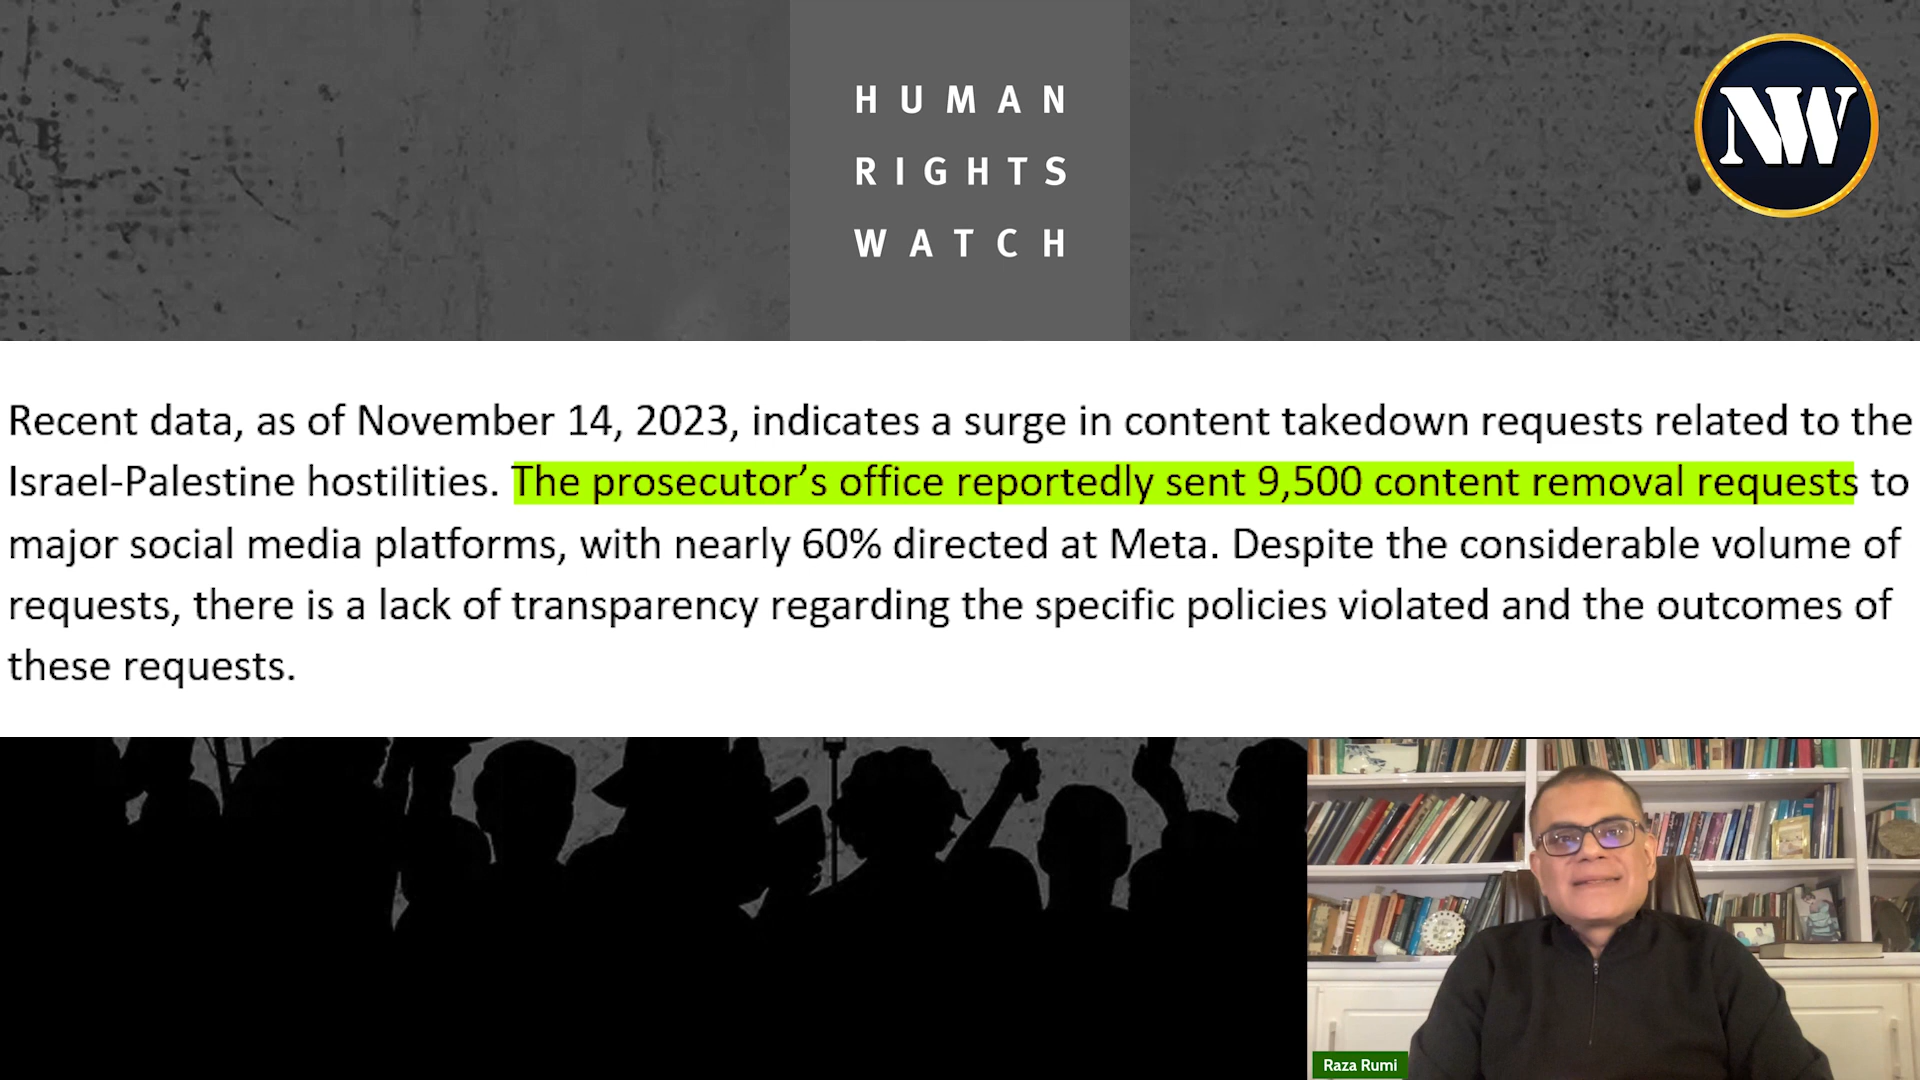 HUMAN
RIGHTS
WATCH
NW
Recent data, as of November 14, 2023, indicates a surge in content takedown requests related to the
Israel-Palestine hostilities. The prosecutor’s office reportedly sent 9,500 content removal requests to
major social media platforms, with nearly 60% directed at Meta. Despite the considerable volume of
requests, there is a lack of transparency regarding the specific policies violated and the outcomes of
these requests.
Raza Rumi